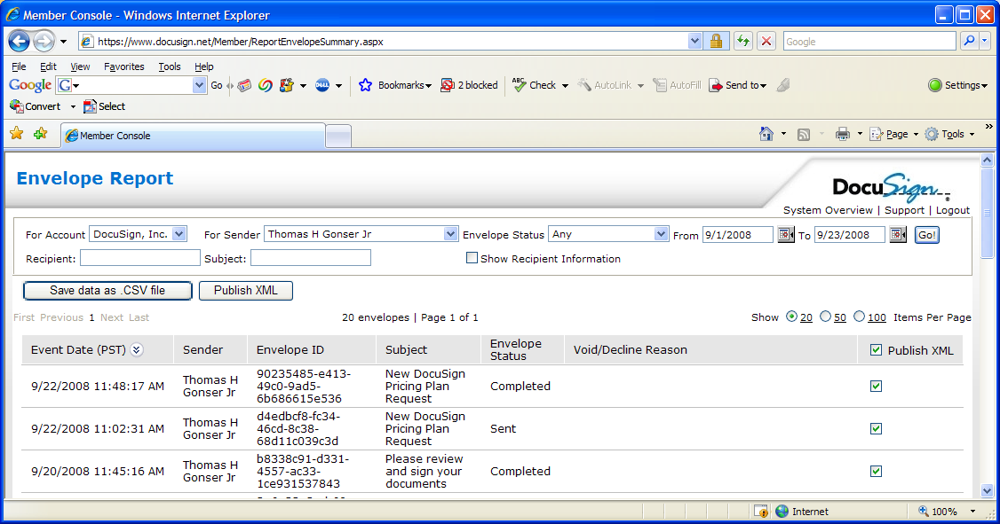 Member Console - Windows Internet Explorer
https://www.docusign.net/Member/ReportEnvelopeSummary.aspx
Google
File Edit View Favorites Tools Help
Google G Go DELL Bookmarks 2 blocked ABC Check AutoLink AutoFill Send to Settings
Convert Select
Member Console
Page Tools »
Envelope Report
DocuSign
System Overview | Support | Logout
For Account DocuSign, Inc. For Sender Thomas H Gonser Jr Envelope Status Any From 9/1/2008 To 9/23/2008 Go!
Recipient: Subject: Show Recipient Information
Save data as .CSV file Publish XML
First Previous 1 Next Last 20 envelopes | Page 1 of 1 Show 20 50 100 Items Per Page
Event Date (PST) Sender Envelope ID Subject Envelope Status Void/Decline Reason Publish XML
9/22/2008 11:48:17 AM
Thomas H
Gonser Jr
90235485-e413-
49c0-9ad5-
6b686615e536
New DocuSign
Pricing Plan
Request
Completed
9/22/2008 11:02:31 AM
Thomas H
Gonser Jr
d4edbcf8-fc34-
46cd-8c38-
68d11c039c3d
New DocuSign
Pricing Plan
Request
Sent
9/20/2008 11:45:16 AM
Thomas H
Gonser Jr
b8338c91-d331-
4557-ac33-
1ce931537843
Please review
and sign your
documents
Completed
Internet 100%